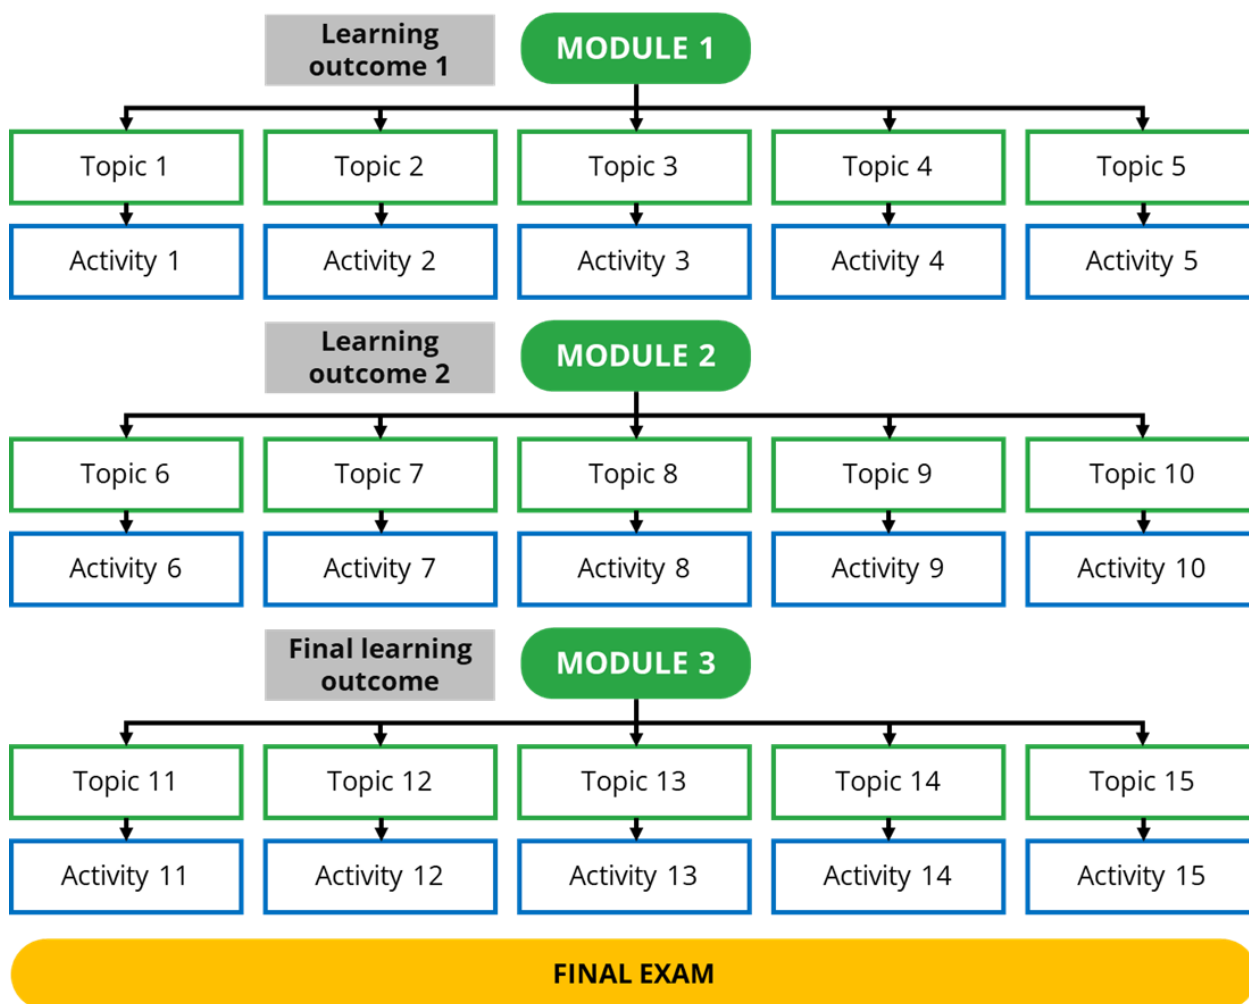 Learning
outcome 1
MODULE 1
Topic 1
Topic 2
Topic 3
Topic 4
Topic 5
Activity 1
Activity 2
Activity 3
Activity 4
Activity 5
Learning
outcome 2
MODULE 2
Topic 6
Topic 7
Topic 8
Topic 9
Topic 10
Activity 6
Activity 7
Activity 8
Activity 9
Activity 10
Final learning
outcome
MODULE 3
Topic 11
Topic 12
Topic 13
Topic 14
Topic 15
Activity 11
Activity 12
Activity 13
Activity 14
Activity 15
FINAL EXAM